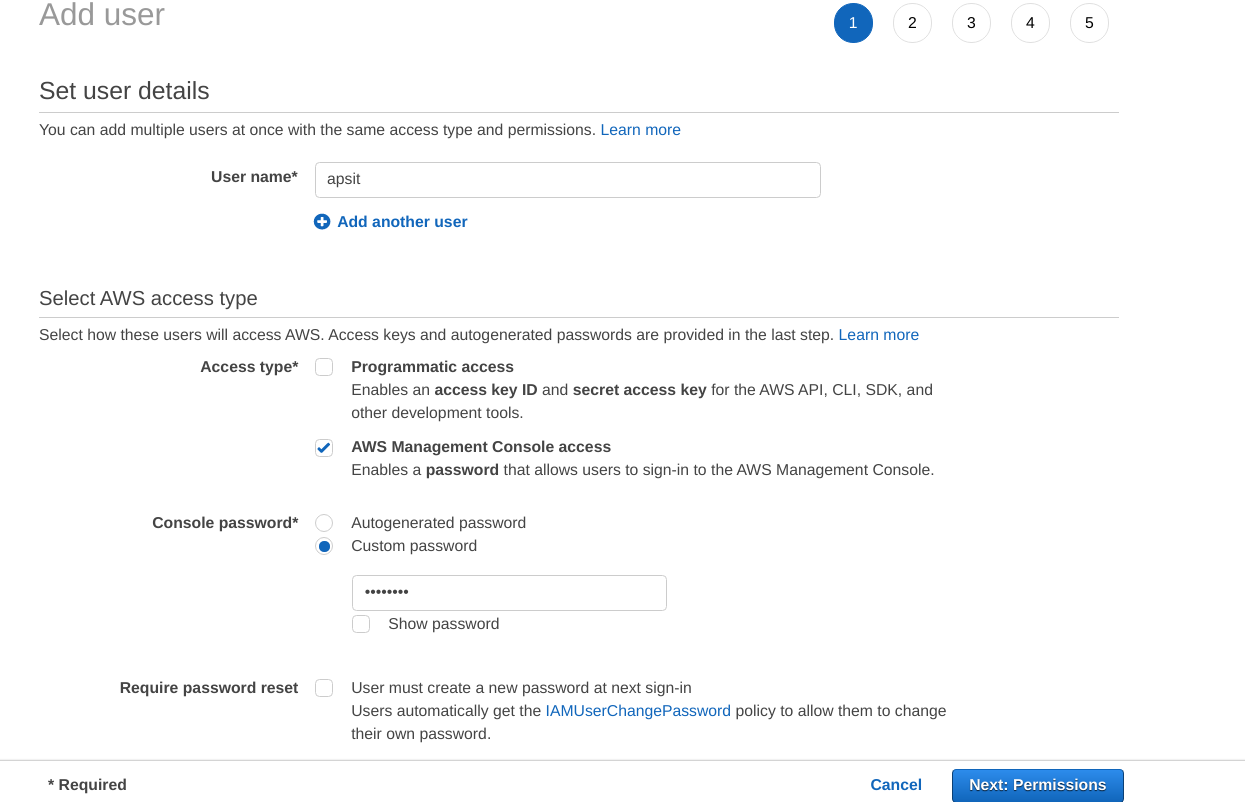 Add user
1 2 3 4 5
Set user details
You can add multiple users at once with the same access type and permissions. Learn more
User name* apsit
Add another user
Select AWS access type
Select how these users will access AWS. Access keys and autogenerated passwords are provided in the last step. Learn more
Access type* Programmatic access
Enables an access key ID and secret access key for the AWS API, CLI, SDK, and
other development tools.
AWS Management Console access
Enables a password that allows users to sign-in to the AWS Management Console.
Console password* Autogenerated password
Custom password
••••••••
Show password
Require password reset User must create a new password at next sign-in
Users automatically get the IAMUserChangePassword policy to allow them to change
their own password.
* Required Cancel Next: Permissions